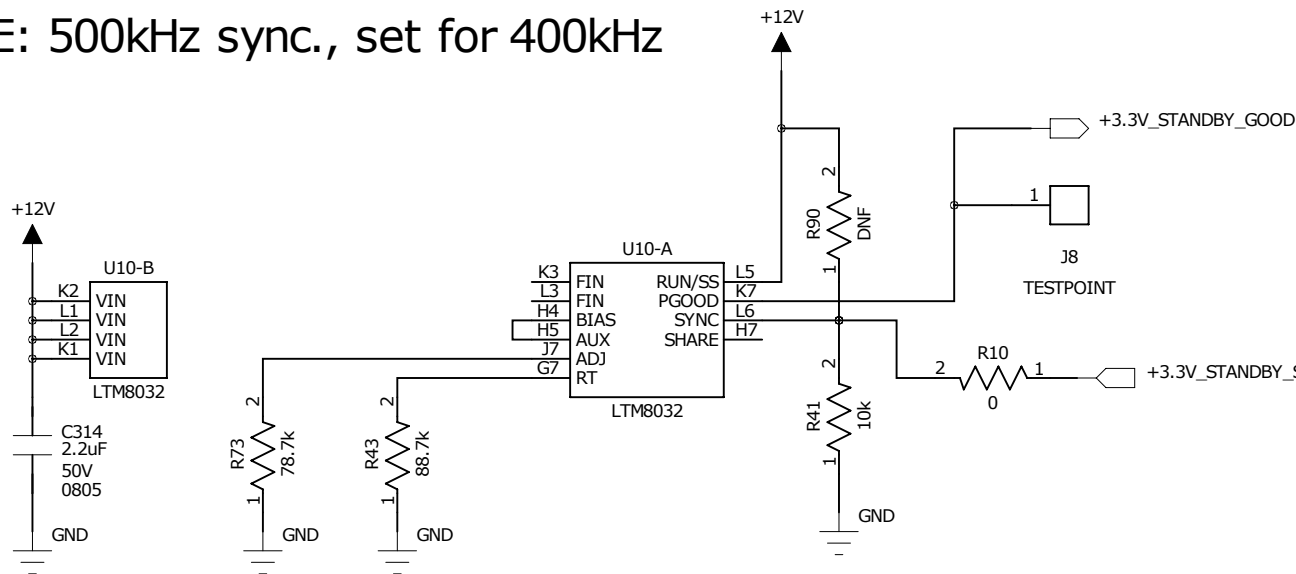 E: 500kHz sync., set for 400kHz
+12V
+3.3V_STANDBY_GOOD
1
J8
TESTPOINT
2
R90
DNF
1
+12V
U10-B
K2 VIN
L1 VIN
L2 VIN
K1 VIN
LTM8032
C314
2.2uF
50V
0805
GND
U10-A
K3 FIN RUN/SS L5
L3 FIN PGOOD K7
H4 BIAS SYNC L6
H5 AUX SHARE H7
J7 ADJ
G7 RT
LTM8032
2
R73
78.7k
1
GND
2
R43
88.7k
1
GND
2
R41
10k
1
GND
R10
2 1
0
+3.3V_STANDBY_S